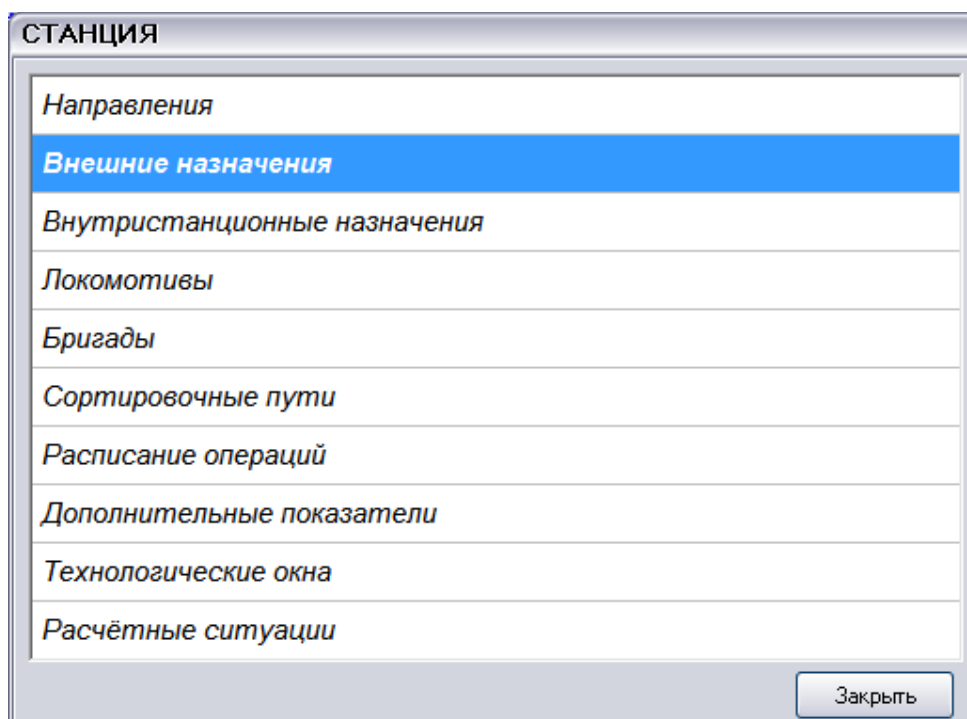 СТАНЦИЯ
Направления
Внешние назначения
Внутристанционные назначения
Локомотивы
Бригады
Сортировочные пути
Расписание операций
Дополнительные показатели
Технологические окна
Расчётные ситуации
Закрыть